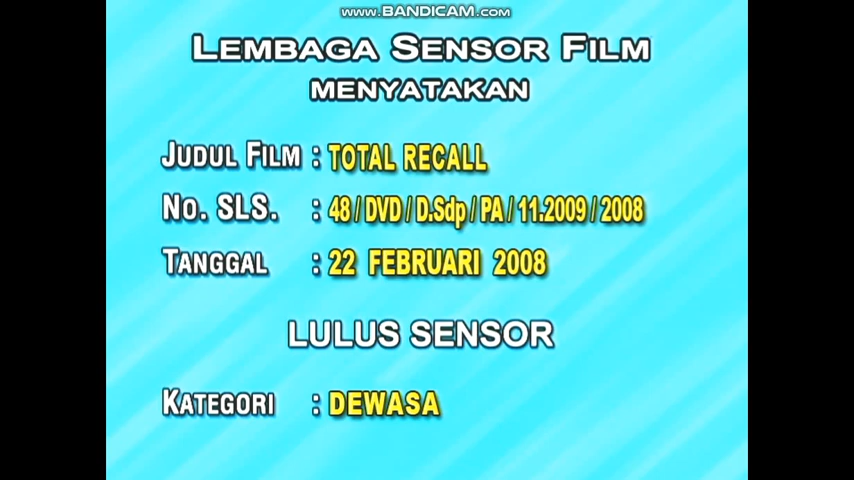 www.BANDICAM.com
LEMBAGA SENSOR FILM
MENYATAKAN
JUDUL FILM : TOTAL RECALL
NO. SLS. : 48 / DVD / D.Sdp / PA / 11.2009 / 2008
TANGGAL : 22 FEBRUARI 2008
LULUS SENSOR
KATEGORI : DEWASA